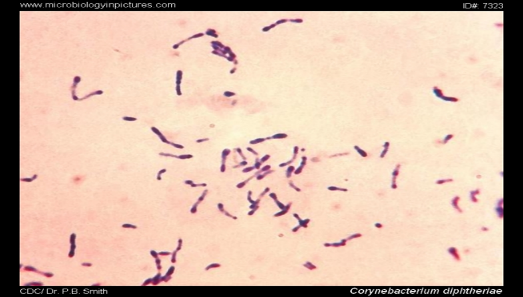 www.microbiologyinpictures.com ID#: 7323
CDC/ Dr. P.B. Smith Corynebacterium diphtheriae